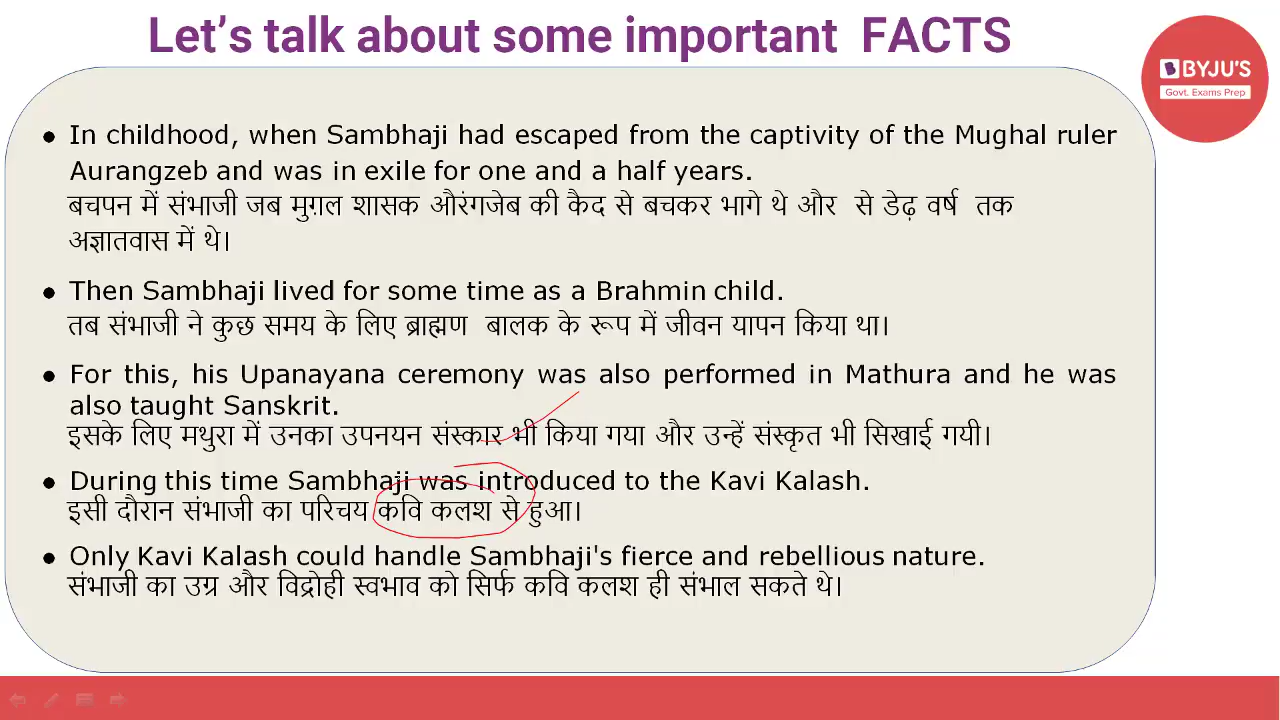 Let's talk about some important FACTS
BYJU'S
Govt. Exams Prep
• In childhood, when Sambhaji had escaped from the captivity of the Mughal ruler
Aurangzeb and was in exile for one and a half years.
बचपन में संभाजी जब मुग़ल शासक औरंगजेब की कैद से बचकर भागे थे और से डेढ़ वर्ष तक
अज्ञातवास में थे।
• Then Sambhaji lived for some time as a Brahmin child.
तब संभाजी ने कुछ समय के लिए ब्राह्मण बालक के रूप में जीवन यापन किया था।
• For this, his Upanayana ceremony was also performed in Mathura and he was
also taught Sanskrit.
इसके लिए मथुरा में उनका उपनयन संस्कार भी किया गया और उन्हें संस्कृत भी सिखाई गयी।
• During this time Sambhaji was introduced to the Kavi Kalash.
इसी दौरान संभाजी का परिचय कवि कलश से हुआ।
• Only Kavi Kalash could handle Sambhaji's fierce and rebellious nature.
संभाजी का उग्र और विद्रोही स्वभाव को सिर्फ कवि कलश ही संभाल सकते थे।